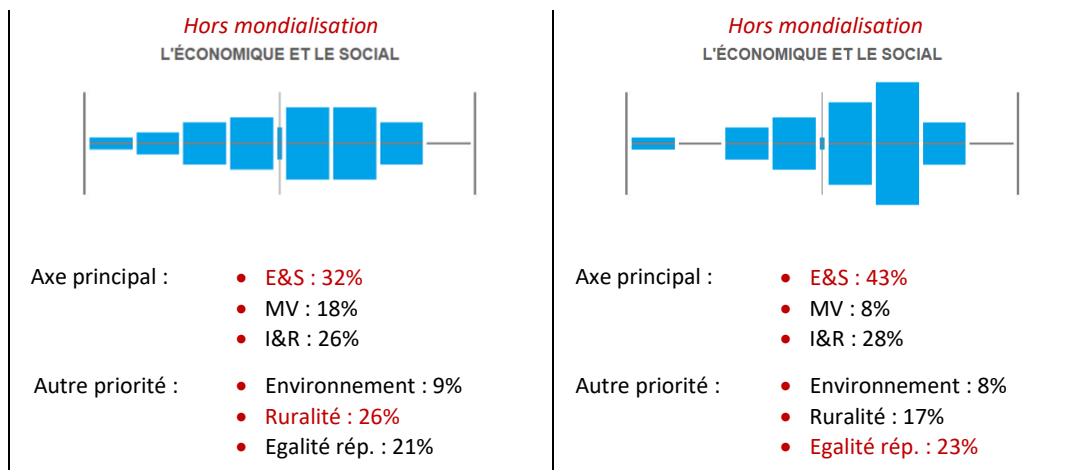 Hors mondialisation
L'ÉCONOMIQUE ET LE SOCIAL
Axe principal :
• E&S : 32%
• MV : 18%
• I&R : 26%
Autre priorité :
• Environnement : 9%
• Ruralité : 26%
• Egalité rép. : 21%
Hors mondialisation
L'ÉCONOMIQUE ET LE SOCIAL
Axe principal :
• E&S : 43%
• MV : 8%
• I&R : 28%
Autre priorité :
• Environnement : 8%
• Ruralité : 17%
• Egalité rép. : 23%